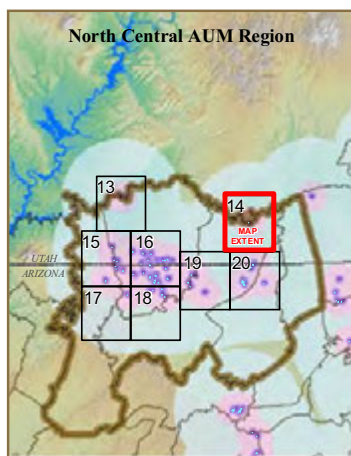 North Central AUM Region
13
14
MAP
EXTENT
15
16
UTAH
ARIZONA
19
20
17
18